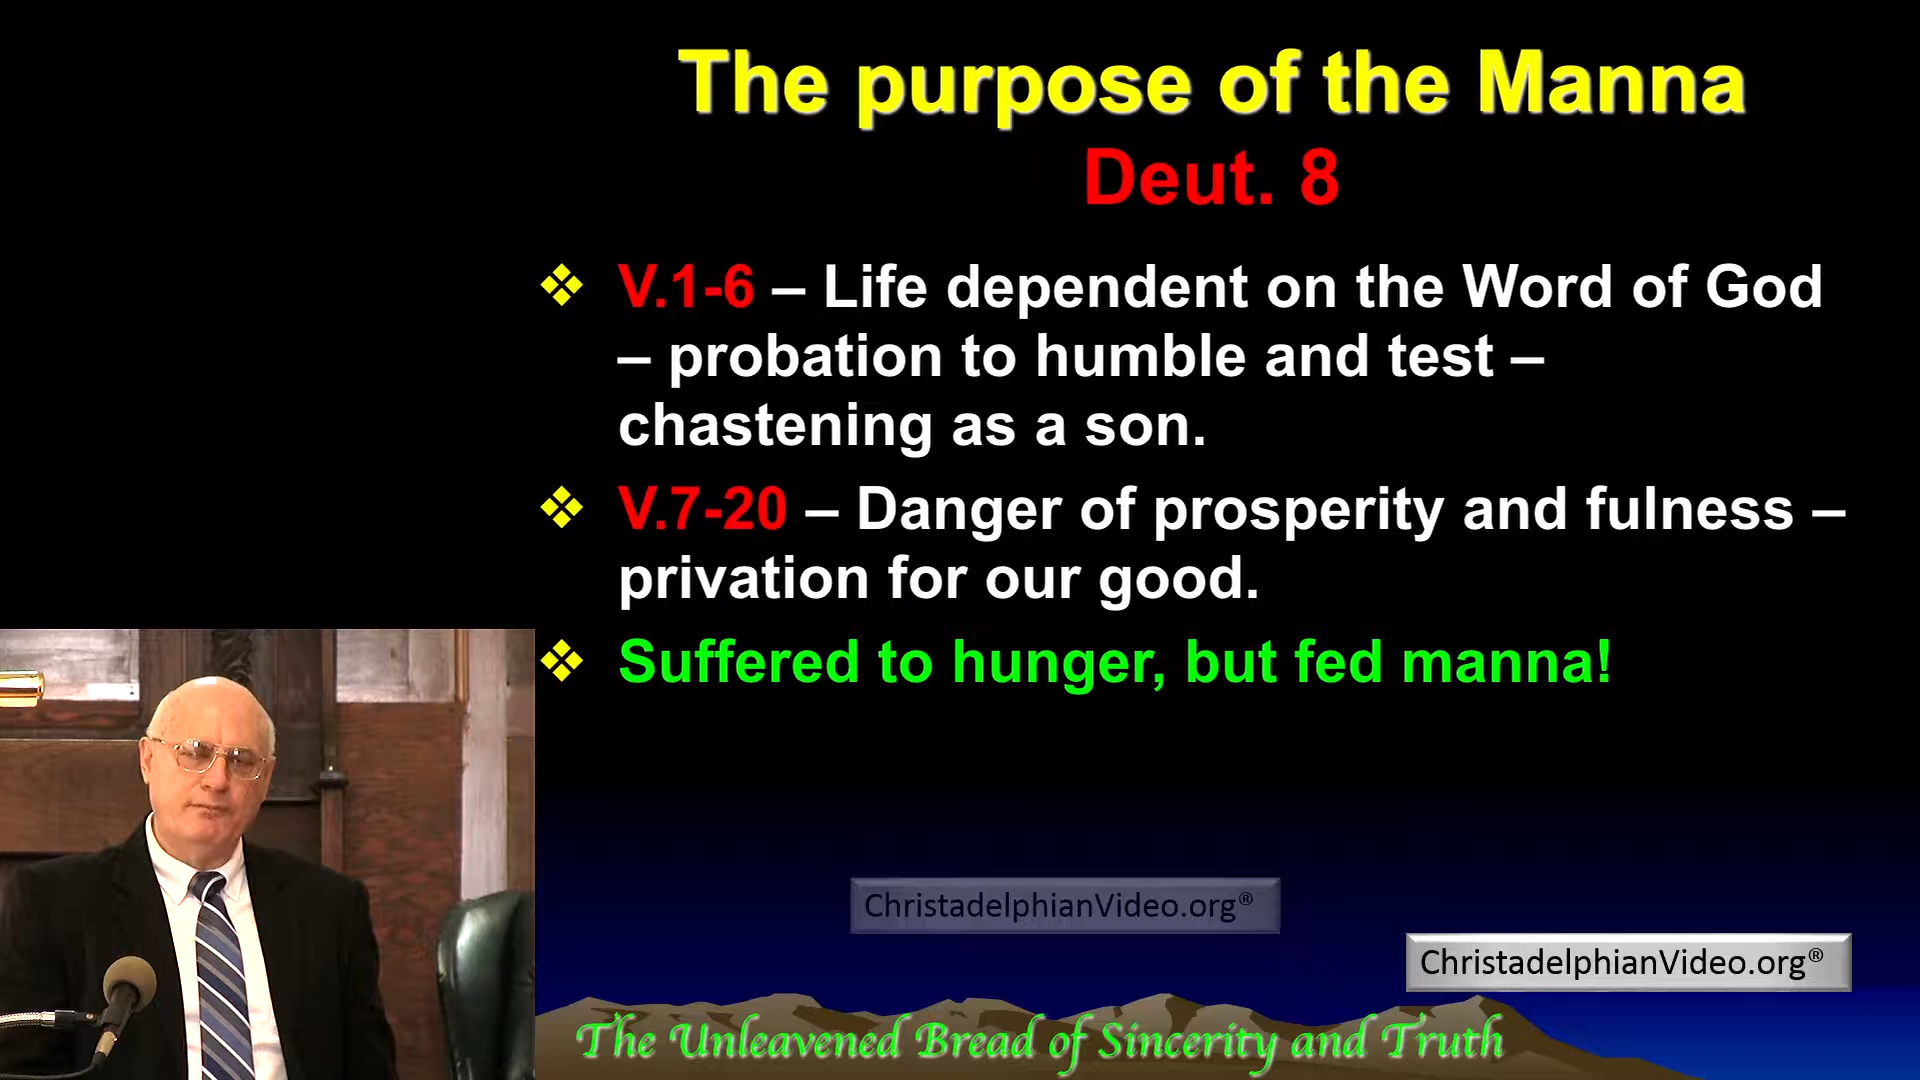 The purpose of the Manna
Deut. 8
❖ V.1-6 – Life dependent on the Word of God
– probation to humble and test –
chastening as a son.
❖ V.7-20 – Danger of prosperity and fulness –
privation for our good.
❖ Suffered to hunger, but fed manna!
ChristadelphianVideo.org®
ChristadelphianVideo.org®
The Unleavened Bread of Sincerity and Truth